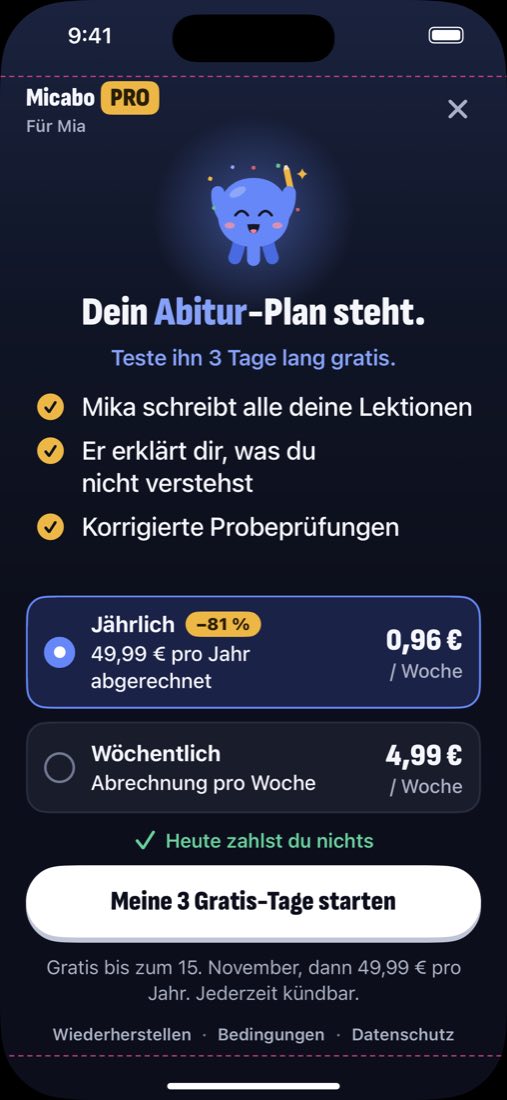 9:41
Micabo PRO
Für Mia
Dein Abitur-Plan steht.
Teste ihn 3 Tage lang gratis.
Mika schreibt alle deine Lektionen
Er erklärt dir, was du
nicht verstehst
Korrigierte Probeprüfungen
Jährlich −81 %
49,99 € pro Jahr
abgerechnet
0,96 €
/ Woche
Wöchentlich
Abrechnung pro Woche
4,99 €
/ Woche
Heute zahlst du nichts
Meine 3 Gratis-Tage starten
Gratis bis zum 15. November, dann 49,99 € pro
Jahr. Jederzeit kündbar.
Wiederherstellen · Bedingungen · Datenschutz